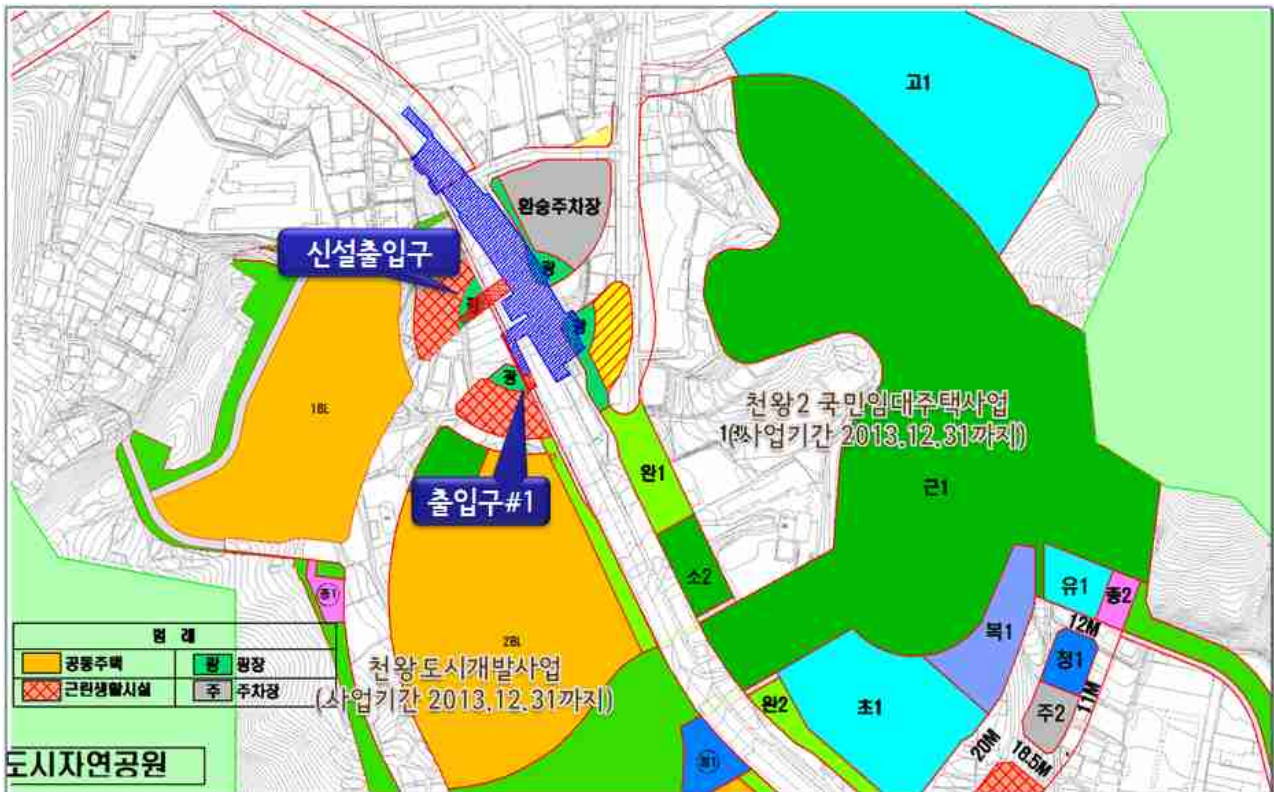 고1
환승주차장
신설출입구
광
광
광
1BL
천왕2 국민임대주택사업
(사업기간 2013.12.31까지)
완1
근1
출입구#1
소2
유1
종2
종1
12M
복1
청1
2BL
11M
범 례
공동주택
광 광장
근린생활시설
주 주차장
천왕도시개발사업
(사업기간 2013.12.31까지)
완2
초1
주2
20M
18.5M
도시자연공원